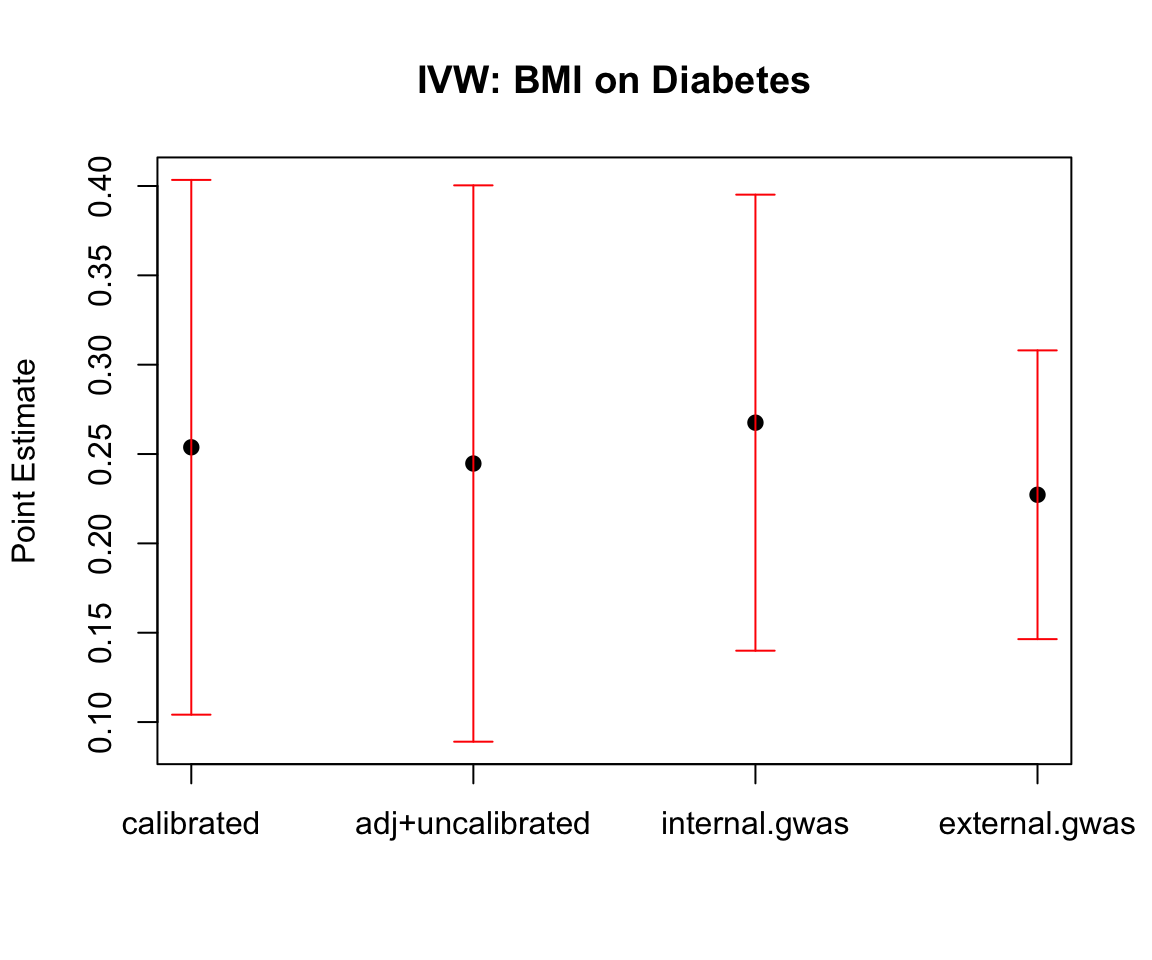 IVW: BMI on Diabetes
Point Estimate
0.40
0.35
0.30
0.25
0.20
0.15
0.10
calibrated
adj+uncalibrated
internal.gwas
external.gwas